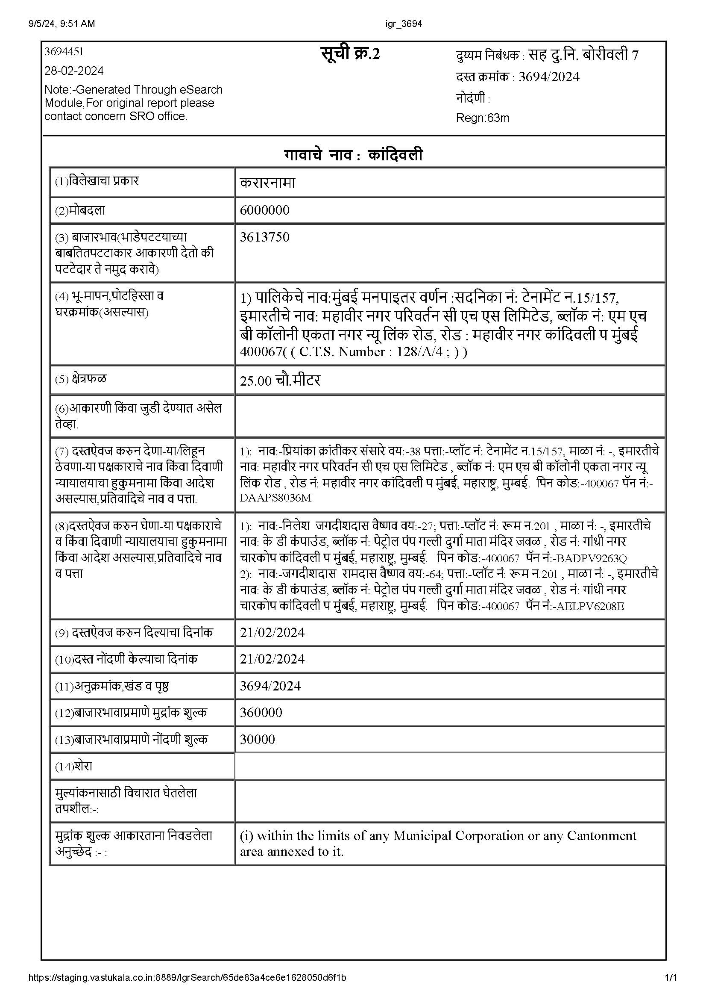 9/5/24, 9:51 AM igr_3694
3694451
28-02-2024
Note:-Generated Through eSearch
Module,For original report please
contact concern SRO office.
सूची क्र.2
दुय्यम निबंधक : सह दु.नि. बोरीवली 7
दस्त क्रमांक : 3694/2024
नोदंणी :
Regn:63m
गावाचे नाव : कांदिवली
(1)विलेखाचा प्रकार
करारनामा
(2)मोबदला
6000000
(3) बाजारभाव(भाडेपटटयाच्या
बाबतितपटटाकार आकारणी देतो की
पटटेदार ते नमुद करावे)
3613750
(4) भू-मापन,पोटहिस्सा व
घरक्रमांक(असल्यास)
1) पालिकेचे नाव:मुंबई मनपाइतर वर्णन :सदनिका नं: टेनामेंट न.15/157,
इमारतीचे नाव: महावीर नगर परिवर्तन सी एच एस लिमिटेड, ब्लॉक नं: एम एच
बी कॉलोनी एकता नगर न्यू लिंक रोड, रोड : महावीर नगर कांदिवली प मुंबई
400067( ( C.T.S. Number : 128/A/4 ; ) )
(5) क्षेत्रफळ
25.00 चौ.मीटर
(6)आकारणी किंवा जुडी देण्यात असेल
तेव्हा.
(7) दस्तऐवज करुन देणा-या/लिहून
ठेवणा-या पक्षकाराचे नाव किंवा दिवाणी
न्यायालयाचा हुकुमनामा किंवा आदेश
असल्यास,प्रतिवादिचे नाव व पत्ता.
1): नाव:-प्रियांका क्रांतीकर संसारे वय:-38 पत्ता:-प्लॉट नं: टेनामेंट न.15/157, माळा नं: -, इमारतीचे
नाव: महावीर नगर परिवर्तन सी एच एस लिमिटेड , ब्लॉक नं: एम एच बी कॉलोनी एकता नगर न्यू
लिंक रोड , रोड नं: महावीर नगर कांदिवली प मुंबई, महाराष्ट्र, मुम्बई. पिन कोड:-400067 पॅन नं:-
DAAPS8036M
(8)दस्तऐवज करुन घेणा-या पक्षकाराचे
व किंवा दिवाणी न्यायालयाचा हुकुमनामा
किंवा आदेश असल्यास,प्रतिवादिचे नाव
व पत्ता
1): नाव:-निलेश जगदीशदास वैष्णव वय:-27; पत्ता:-प्लॉट नं: रूम न.201 , माळा नं: -, इमारतीचे
नाव: के डी कंपाउंड, ब्लॉक नं: पेट्रोल पंप गल्ली दुर्गा माता मंदिर जवळ , रोड नं: गांधी नगर
चारकोप कांदिवली प मुंबई, महाराष्ट्र, मुम्बई. पिन कोड:-400067 पॅन नं:-BADPV9263Q
2): नाव:-जगदीशदास रामदास वैष्णव वय:-64; पत्ता:-प्लॉट नं: रूम न.201 , माळा नं: -, इमारतीचे
नाव: के डी कंपाउंड, ब्लॉक नं: पेट्रोल पंप गल्ली दुर्गा माता मंदिर जवळ , रोड नं: गांधी नगर
चारकोप कांदिवली प मुंबई, महाराष्ट्र, मुम्बई. पिन कोड:-400067 पॅन नं:-AELPV6208E
(9) दस्तऐवज करुन दिल्याचा दिनांक
21/02/2024
(10)दस्त नोंदणी केल्याचा दिनांक
21/02/2024
(11)अनुक्रमांक,खंड व पृष्ठ
3694/2024
(12)बाजारभावाप्रमाणे मुद्रांक शुल्क
360000
(13)बाजारभावाप्रमाणे नोंदणी शुल्क
30000
(14)शेरा
मुल्यांकनासाठी विचारात घेतलेला
तपशील:-:
मुद्रांक शुल्क आकारताना निवडलेला
अनुच्छेद :- :
(i) within the limits of any Municipal Corporation or any Cantonment
area annexed to it.
https://staging.vastukala.co.in:8889/IgrSearch/65de83a4ce6e1628050d6f1b 1/1